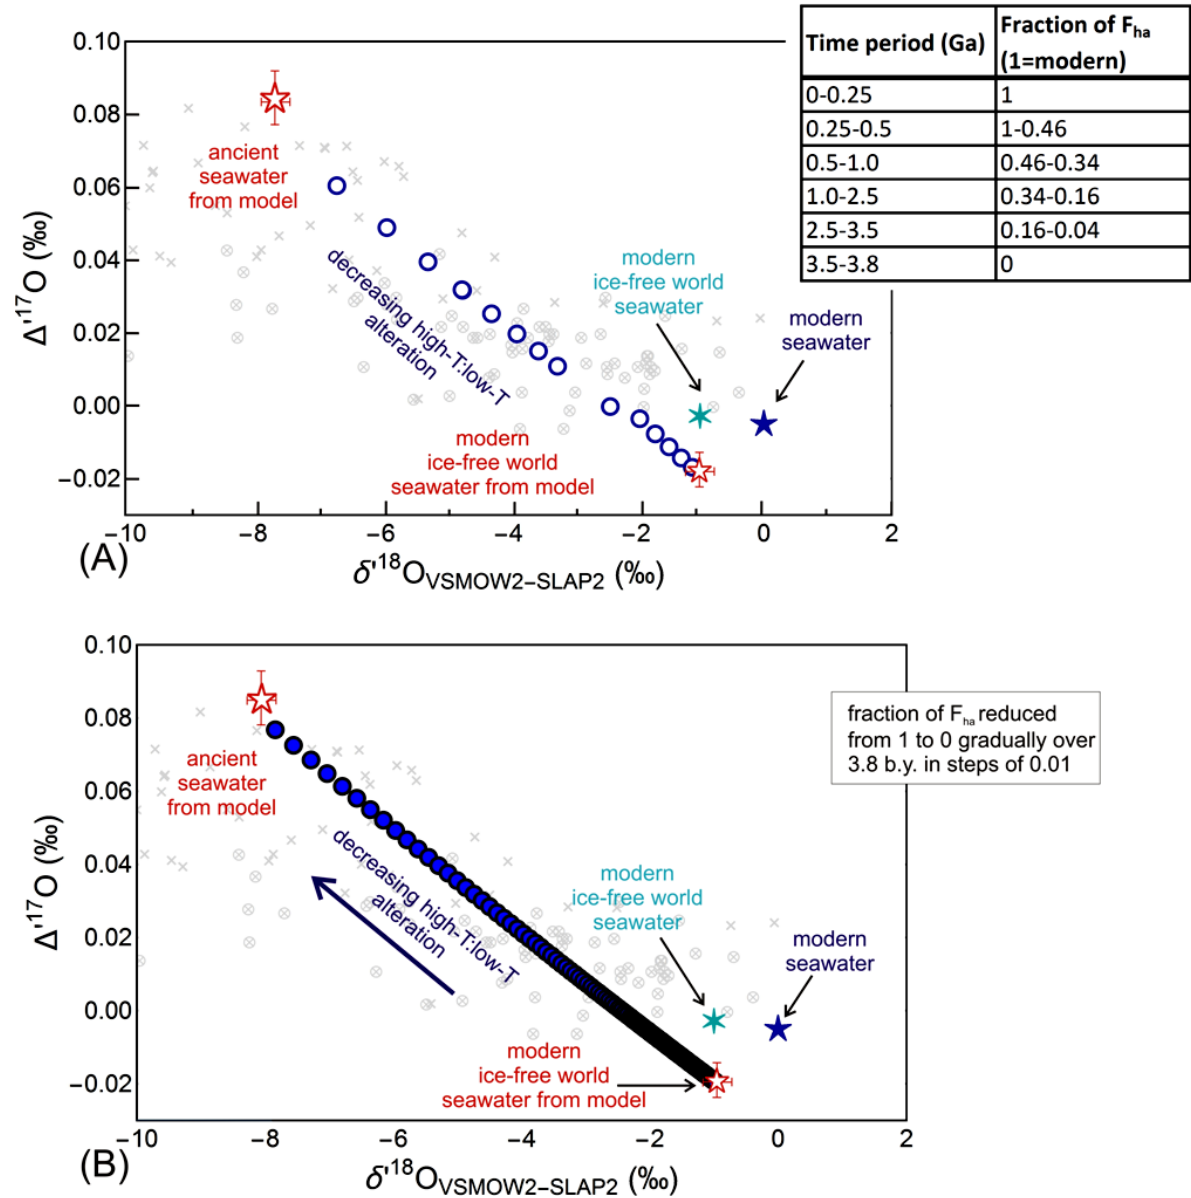 Time period (Ga)
Fraction of Fha
(1=modern)
0-0.25
1
0.25-0.5
1-0.46
0.5-1.0
0.46-0.34
1.0-2.5
0.34-0.16
2.5-3.5
0.16-0.04
3.5-3.8
0
0.10
0.08
0.06
0.04
0.02
0.00
−0.02
Δ'17O (‰)
ancient
seawater
from model
decreasing high-T:low-T
alteration
modern
ice-free world
seawater
modern
seawater
modern
ice-free world
seawater from model
−10
−8
−6
−4
−2
0
2
(A)
δ'18OVSMOW2−SLAP2 (‰)
0.10
0.08
0.06
0.04
0.02
0.00
−0.02
Δ'17O (‰)
ancient
seawater
from model
decreasing high-T:low-T
alteration
fraction of Fha reduced
from 1 to 0 gradually over
3.8 b.y. in steps of 0.01
modern
ice-free world
seawater
modern
seawater
modern
ice-free world
seawater from model
−10
−8
−6
−4
−2
0
2
(B)
δ'18OVSMOW2−SLAP2 (‰)